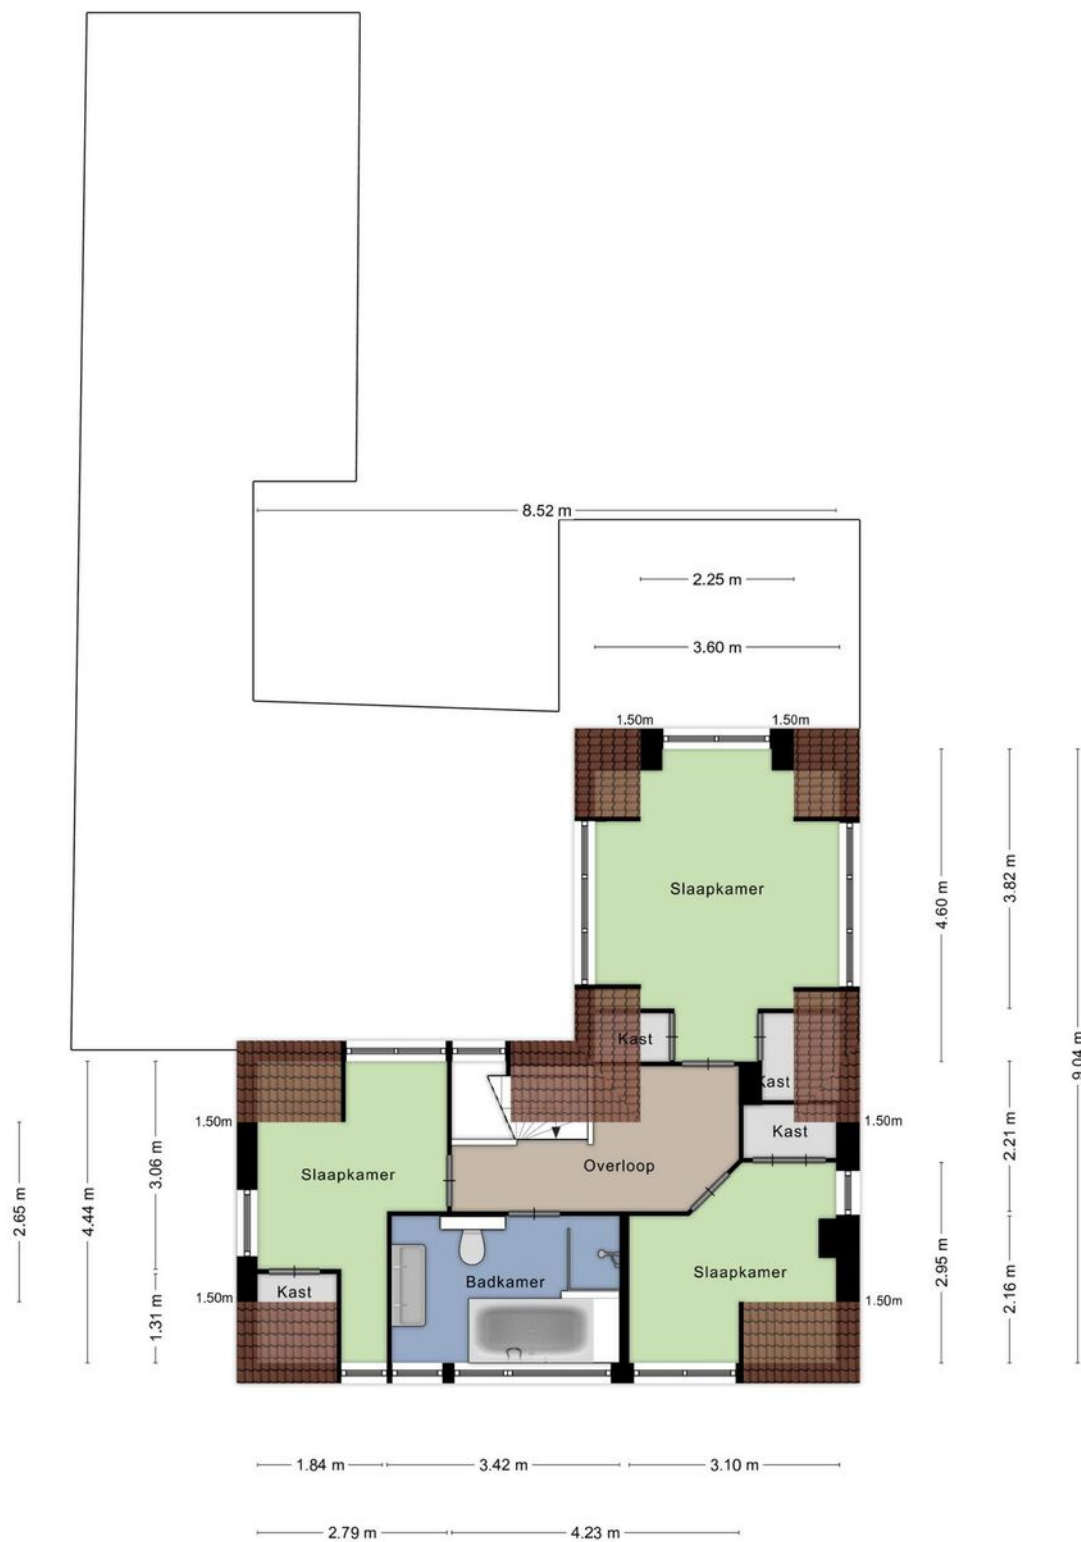 8.52 m
2.25 m
3.60 m
1.50m
1.50m
Slaapkamer
4.60 m
3.82 m
9.04 m
Kast
Kast
1.50m
1.50m
Kast
Slaapkamer
Overloop
2.65 m
4.44 m
3.06 m
2.21 m
Slaapkamer
Badkamer
Kast
1.50m
1.50m
1.31 m
2.95 m
2.16 m
1.84 m
3.42 m
3.10 m
2.79 m
4.23 m